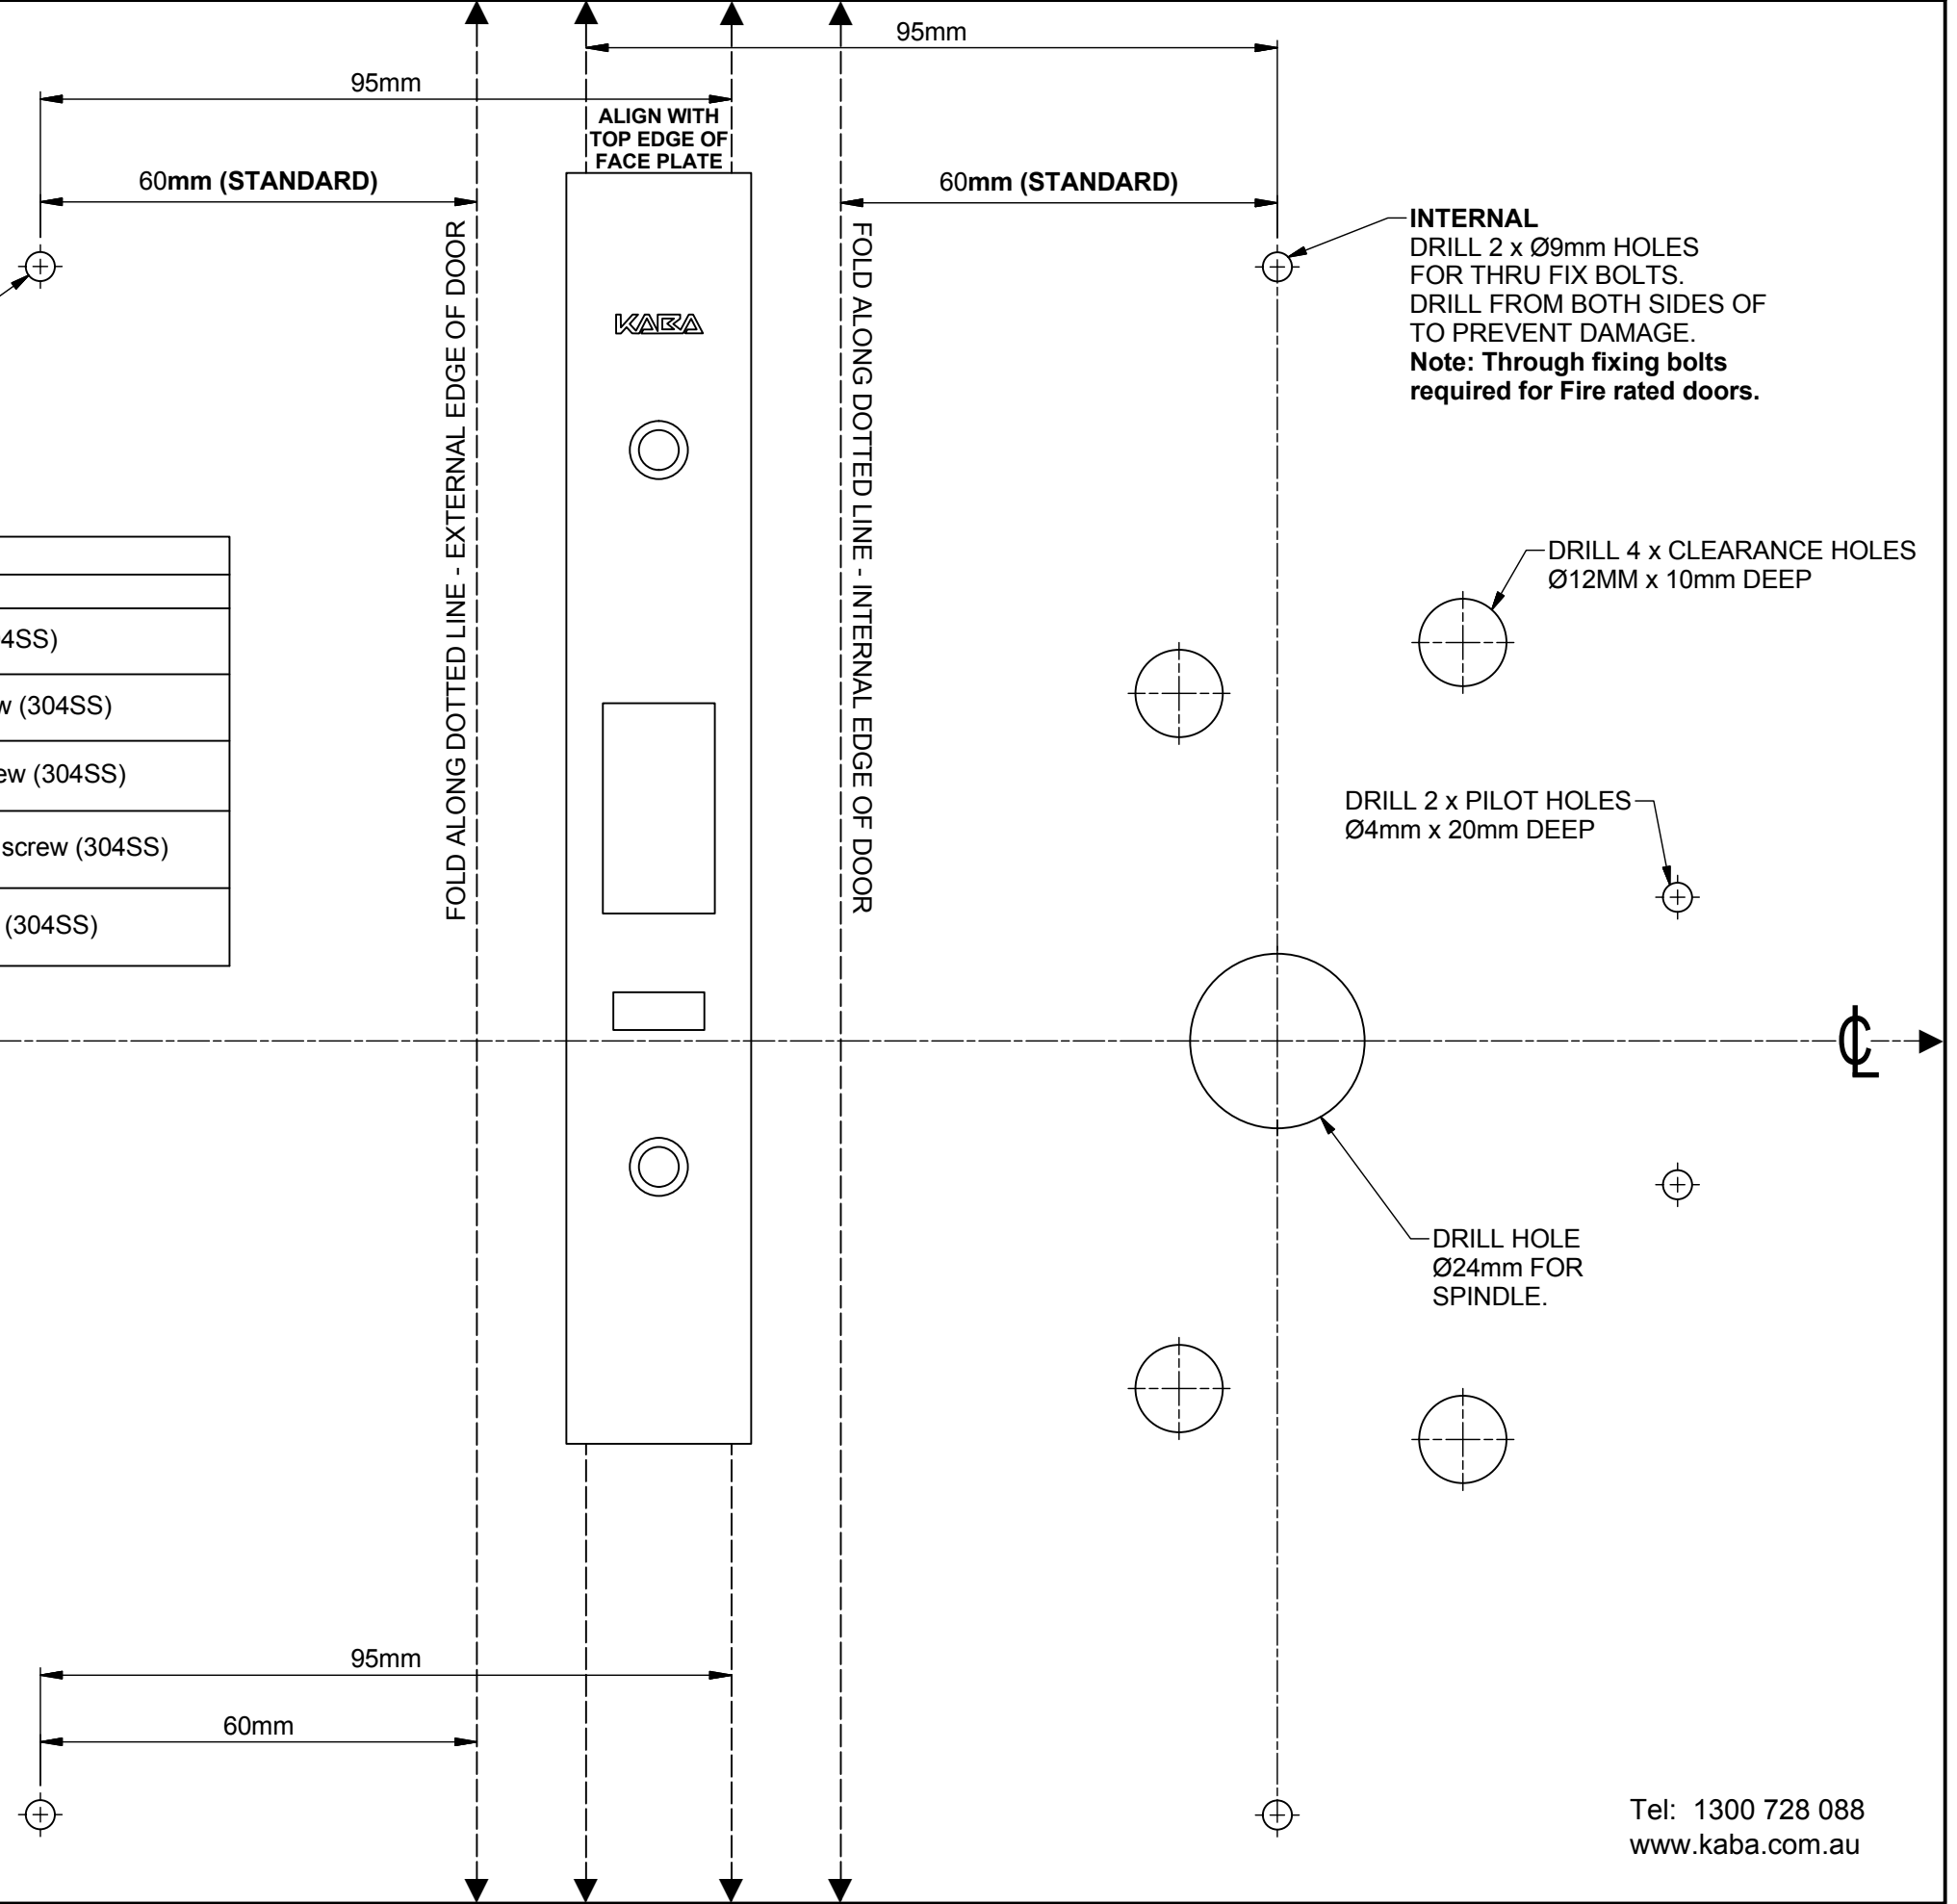 95mm
95mm
ALIGN WITH
TOP EDGE OF
FACE PLATE
60mm (STANDARD)
60mm (STANDARD)
INTERNAL
DRILL 2 x Ø9mm HOLES
FOR THRU FIX BOLTS.
DRILL FROM BOTH SIDES OF
TO PREVENT DAMAGE.
Note: Through fixing bolts
required for Fire rated doors.
FOLD ALONG DOTTED LINE - EXTERNAL EDGE OF DOOR
KABA
FOLD ALONG DOTTED LINE - INTERNAL EDGE OF DOOR
DRILL 4 x CLEARANCE HOLES
Ø12MM x 10mm DEEP
4SS)
(304SS)
ew (304SS)
screw (304SS)
(304SS)
DRILL 2 x PILOT HOLES
Ø4mm x 20mm DEEP
℄
DRILL HOLE
Ø24mm FOR
SPINDLE.
95mm
60mm
Tel: 1300 728 088
www.kaba.com.au